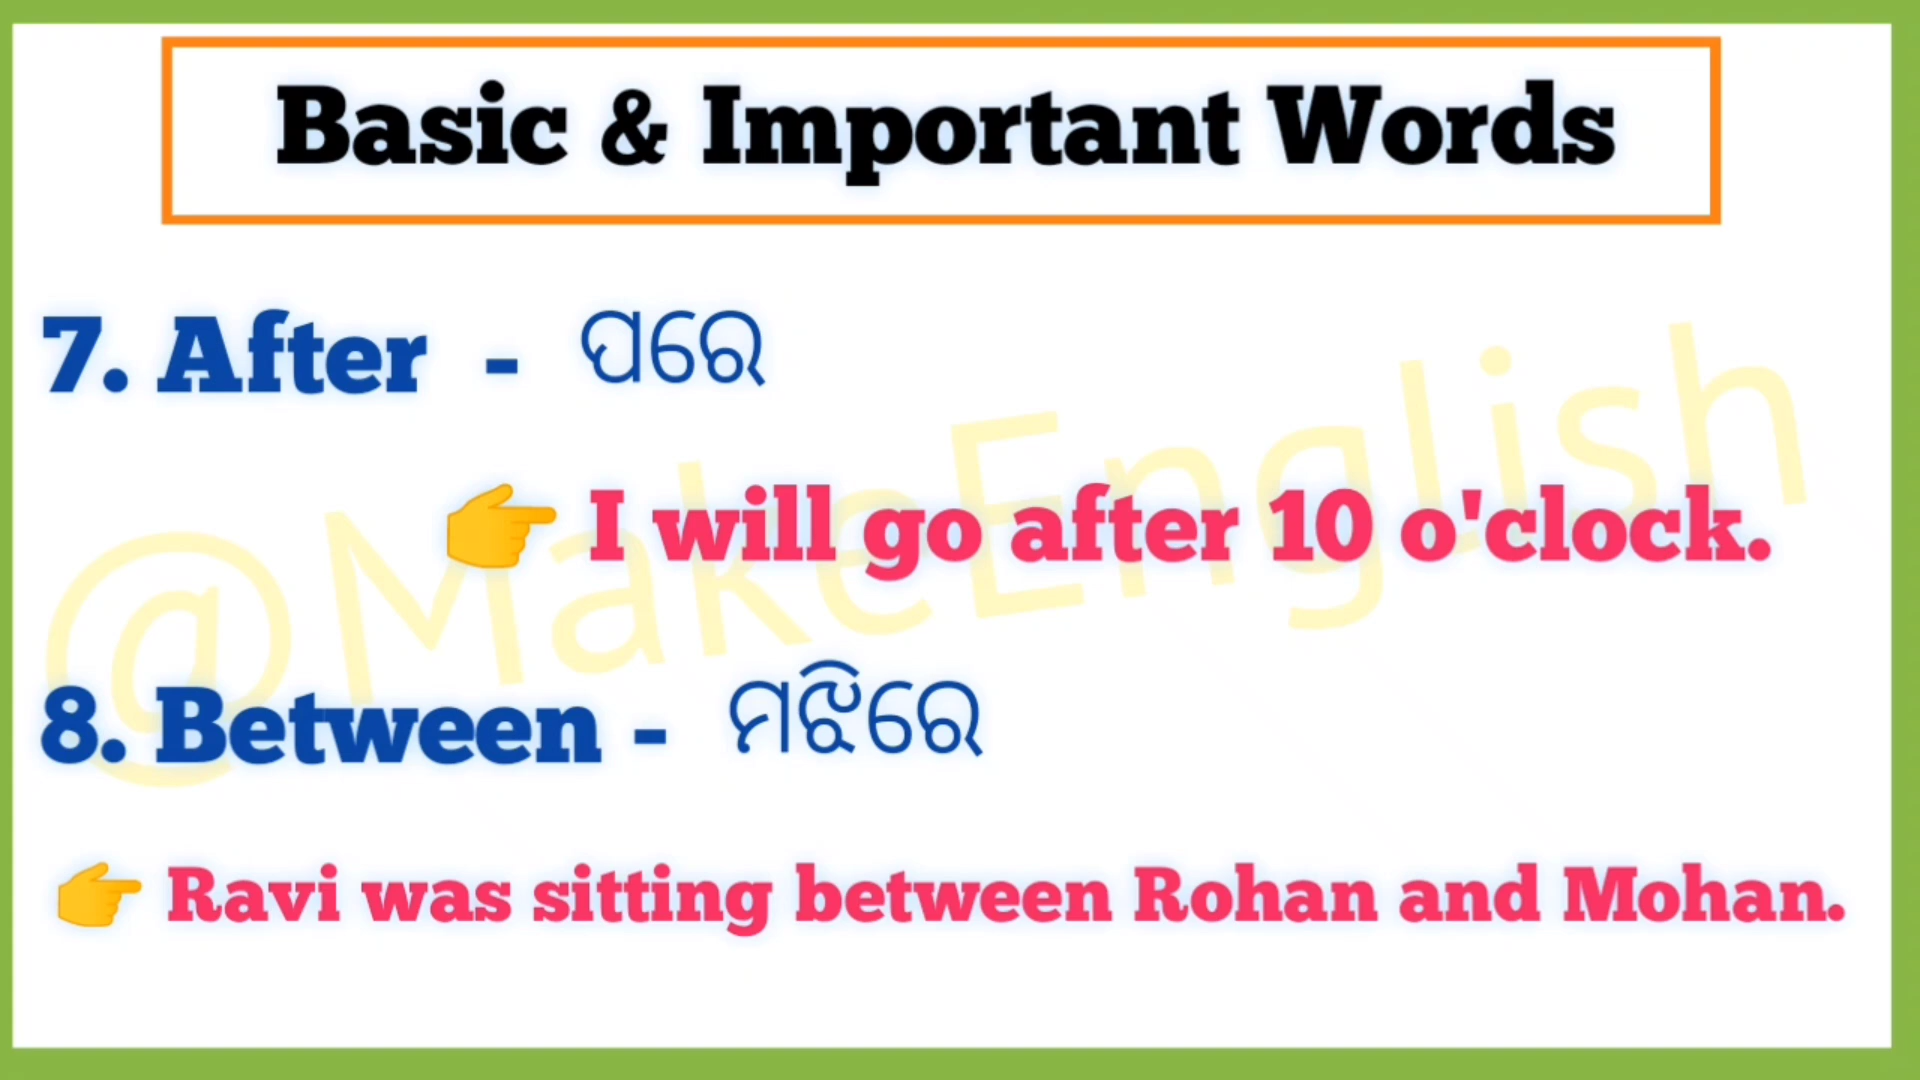 Basic & Important Words
7. After - ପରେ
👉 I will go after 10 o'clock.
8. Between - ମଝିରେ
👉 Ravi was sitting between Rohan and Mohan.
@MakeEnglish